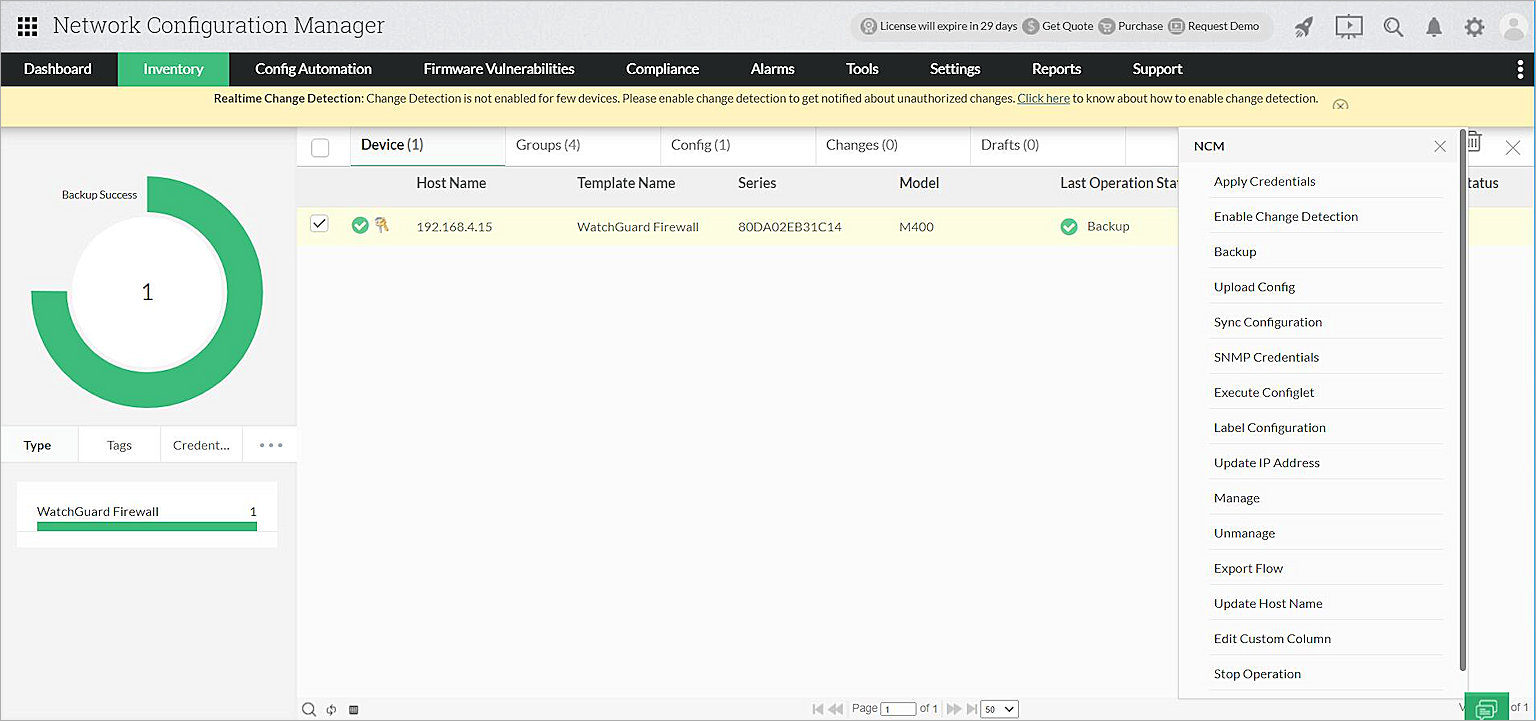 Network Configuration Manager
License will expire in 29 days Get Quote Purchase Request Demo
Dashboard Inventory Config Automation Firmware Vulnerabilities Compliance Alarms Tools Settings Reports Support
Realtime Change Detection: Change Detection is not enabled for few devices. Please enable change detection to get notified about unauthorized changes. Click here to know about how to enable change detection.
Backup Success
1
Type Tags Credent... •••
WatchGuard Firewall 1
Device (1) Groups (4) Config (1) Changes (0) Drafts (0)
Host Name Template Name Series Model Last Operation Sta tatus
192.168.4.15 WatchGuard Firewall 80DA02EB31C14 M400 Backup
NCM
Apply Credentials
Enable Change Detection
Backup
Upload Config
Sync Configuration
SNMP Credentials
Execute Configlet
Label Configuration
Update IP Address
Manage
Unmanage
Export Flow
Update Host Name
Edit Custom Column
Stop Operation
Page 1 of 1 50
V of 1